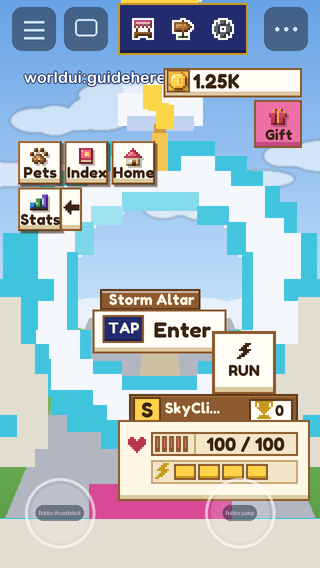 worldui:guidehere
1.25K
Gift
Pets
Index
Home
Stats
Storm Altar
TAP
Enter
RUN
S
SkyCli...
0
100 / 100
Roblox thumbstick
Roblox jump